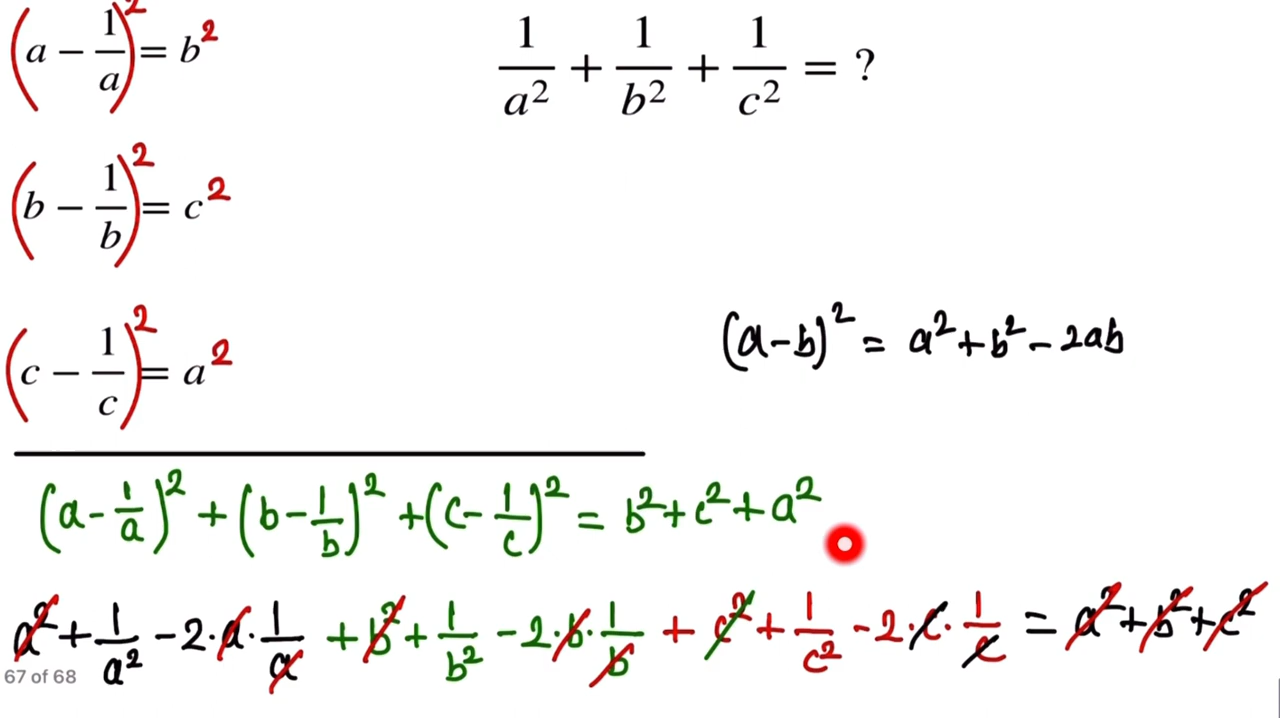 (a − 1/a)² = b²
1/a² + 1/b² + 1/c² = ?
(b − 1/b)² = c²
(c − 1/c)² = a²
(a−b)² = a²+b²−2ab
(a−1/a)² + (b−1/b)² + (c−1/c)² = b²+c²+a²
a²+1/a²−2·a·1/a +b²+1/b²−2·b·1/b + c²+1/c²−2·c·1/c = a²+b²+c²
67 of 68